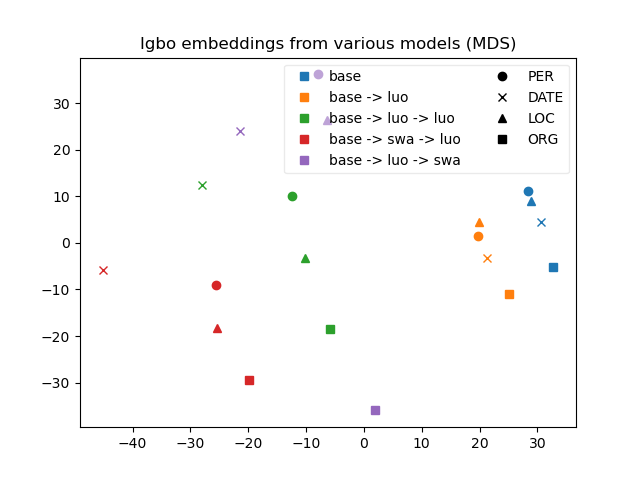 Igbo embeddings from various models (MDS)
base
base -> luo
base -> luo -> luo
base -> swa -> luo
base -> luo -> swa
PER
DATE
LOC
ORG
30
20
10
0
−10
−20
−30
−40 −30 −20 −10 0 10 20 30